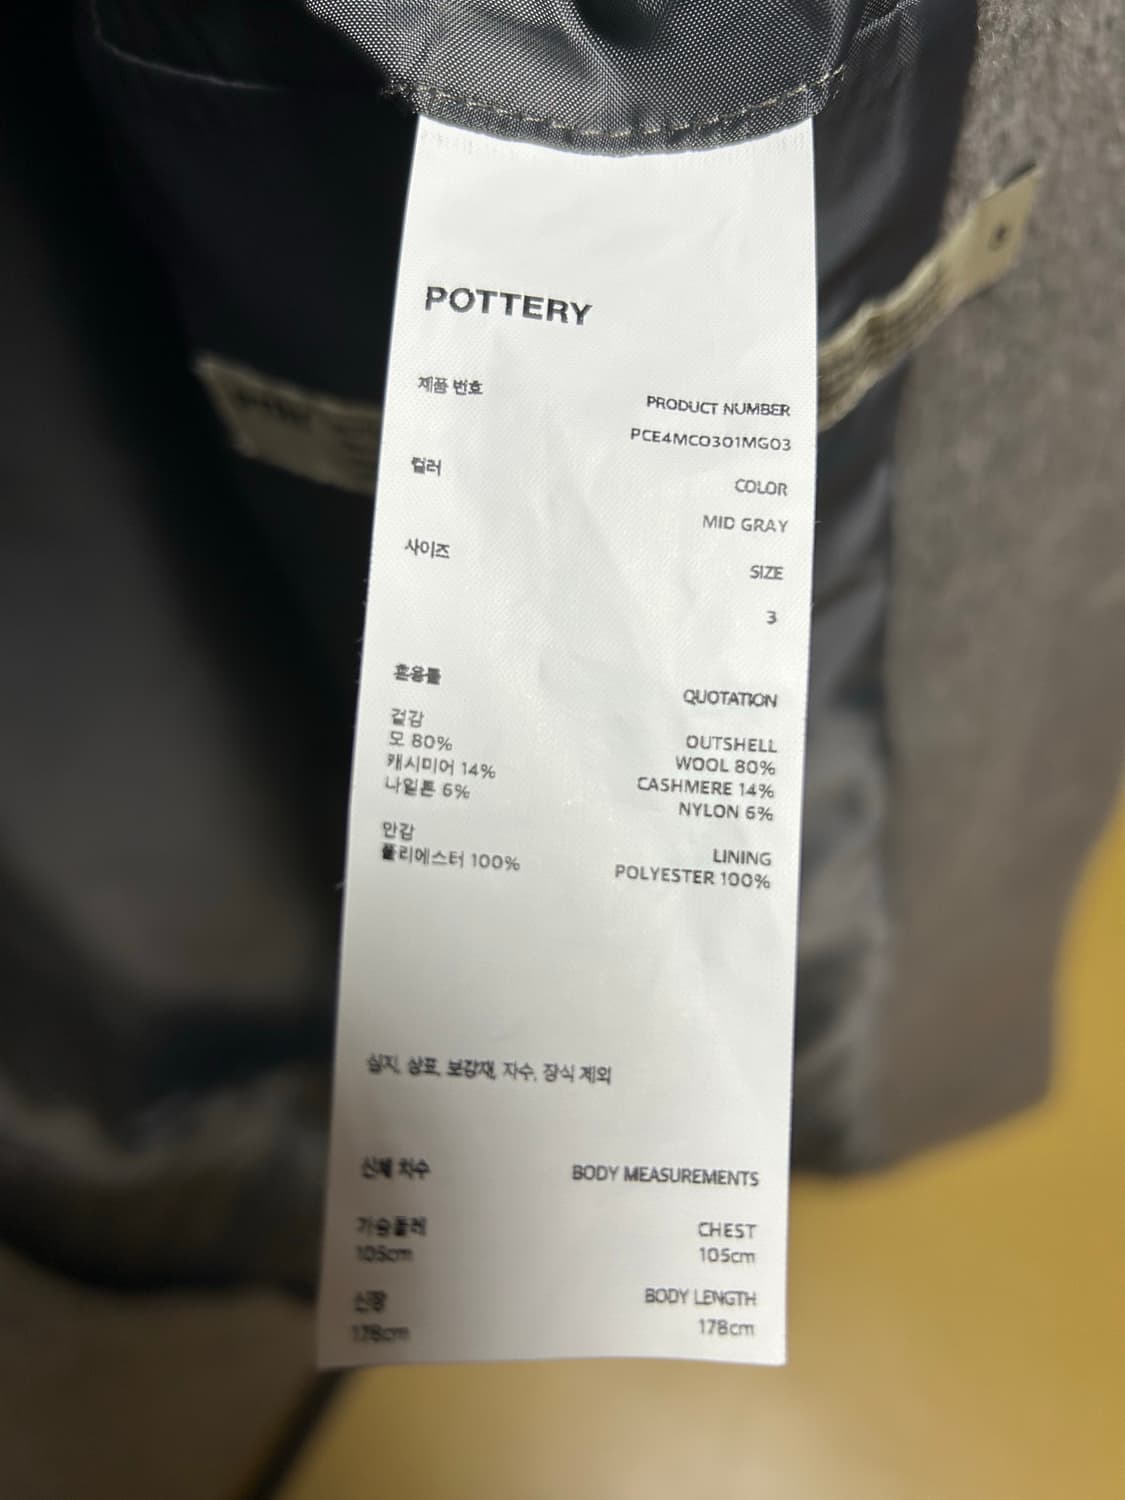 POTTERY
제품 번호
PRODUCT NUMBER
PCE4MCO301MG03
컬러
COLOR
MID GRAY
사이즈
SIZE
3
혼용률
QUOTATION
겉감
OUTSHELL
모 80%
WOOL 80%
캐시미어 14%
CASHMERE 14%
나일론 6%
NYLON 6%
안감
LINING
폴리에스터 100%
POLYESTER 100%
심지, 상표, 보강재, 자수, 장식 제외
신체 치수
BODY MEASUREMENTS
가슴둘레
CHEST
105cm
105cm
신장
BODY LENGTH
178cm
178cm